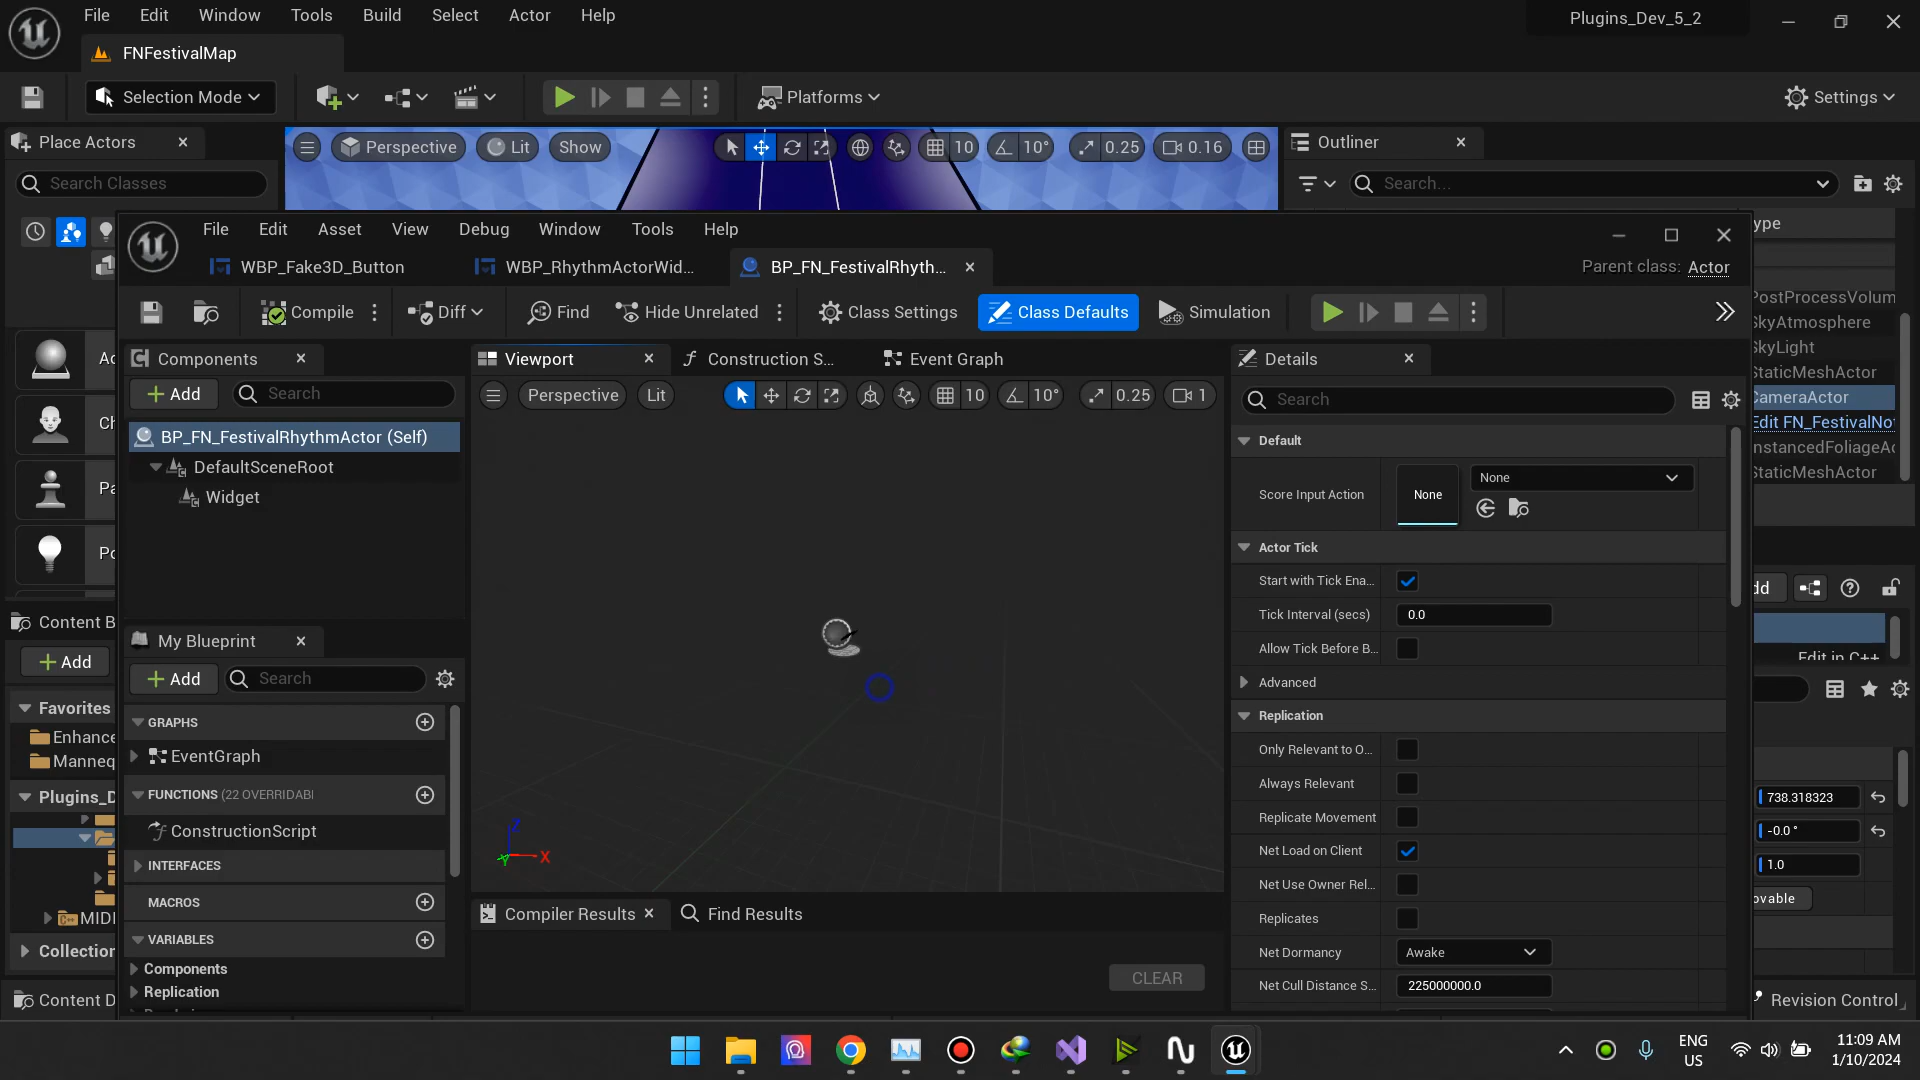 File Edit Window Tools Build Select Actor Help
Plugins_Dev_5_2
FNFestivalMap
Selection Mode
Platforms
Settings
Place Actors
Perspective
Lit
Show
10
10°
0.25
0.16
Outliner
Search Classes
Search...
File Edit Asset View Debug Window Tools Help
ype
WBP_Fake3D_Button
WBP_RhythmActorWid...
BP_FN_FestivalRhyth...
Parent class: Actor
Compile
Diff
Find
Hide Unrelated
Class Settings
Class Defaults
Simulation
PostProcessVolum
SkyAtmosphere
SkyLight
StaticMeshActor
CameraActor
Edit FN_FestivalNo
InstancedFoliageAc
StaticMeshActor
Components
Viewport
Construction S...
Event Graph
Details
Add
Search
Perspective
Lit
10
10°
0.25
1
Search
BP_FN_FestivalRhythmActor (Self)
DefaultSceneRoot
Widget
Default
Score Input Action
None
None
Actor Tick
Start with Tick Ena...
Tick Interval (secs)
0.0
Allow Tick Before B...
Advanced
Replication
Only Relevant to O...
Always Relevant
Replicate Movement
Net Load on Client
Net Use Owner Rel...
Replicates
Net Dormancy
Awake
Net Cull Distance S...
225000000.0
Ac
Ch
Pa
Po
Content B
Add
Favorites
Enhance
Manneq
Plugins_D
MIDI
Collection
Content D
My Blueprint
Add
Search
GRAPHS
EventGraph
FUNCTIONS (22 OVERRIDABI
ConstructionScript
INTERFACES
MACROS
VARIABLES
Components
Replication
Z
Y
X
Compiler Results
Find Results
CLEAR
dd
Edit in C++
738.318323
-0.0 °
1.0
ovable
Revision Control
ENG
US
11:09 AM
1/10/2024